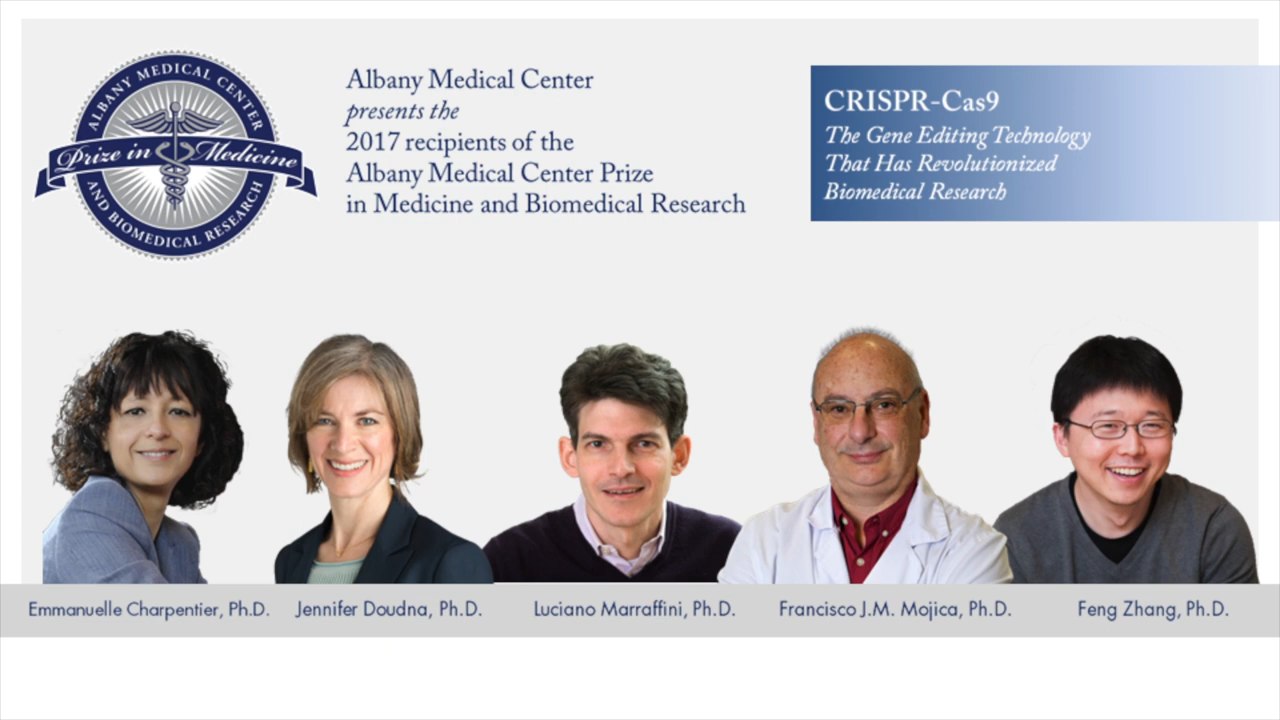 ALBANY MEDICAL CENTER
Prize in Medicine
AND BIOMEDICAL RESEARCH
Albany Medical Center
presents the
2017 recipients of the
Albany Medical Center Prize
in Medicine and Biomedical Research
CRISPR-Cas9
The Gene Editing Technology
That Has Revolutionized
Biomedical Research
Emmanuelle Charpentier, Ph.D.
Jennifer Doudna, Ph.D.
Luciano Marraffini, Ph.D.
Francisco J.M. Mojica, Ph.D.
Feng Zhang, Ph.D.